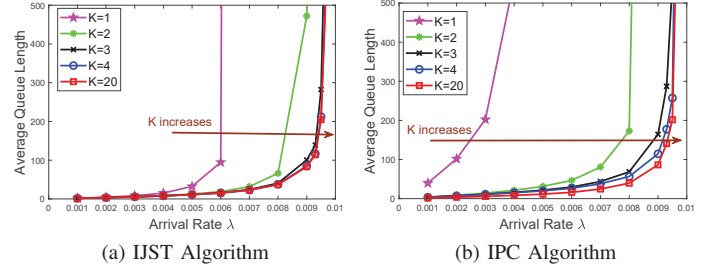 500
400
300
200
100
Average Queue Length
K=1
K=2
K=3
K=4
K=20
K increases
0 0.001 0.002 0.003 0.004 0.005 0.006 0.007 0.008 0.009 0.01
Arrival Rate λ
(a) IJST Algorithm
500
400
300
200
100
Average Queue Length
K=1
K=2
K=3
K=4
K=20
K increases
0 0.001 0.002 0.003 0.004 0.005 0.006 0.007 0.008 0.009 0.01
Arrival Rate λ
(b) IPC Algorithm